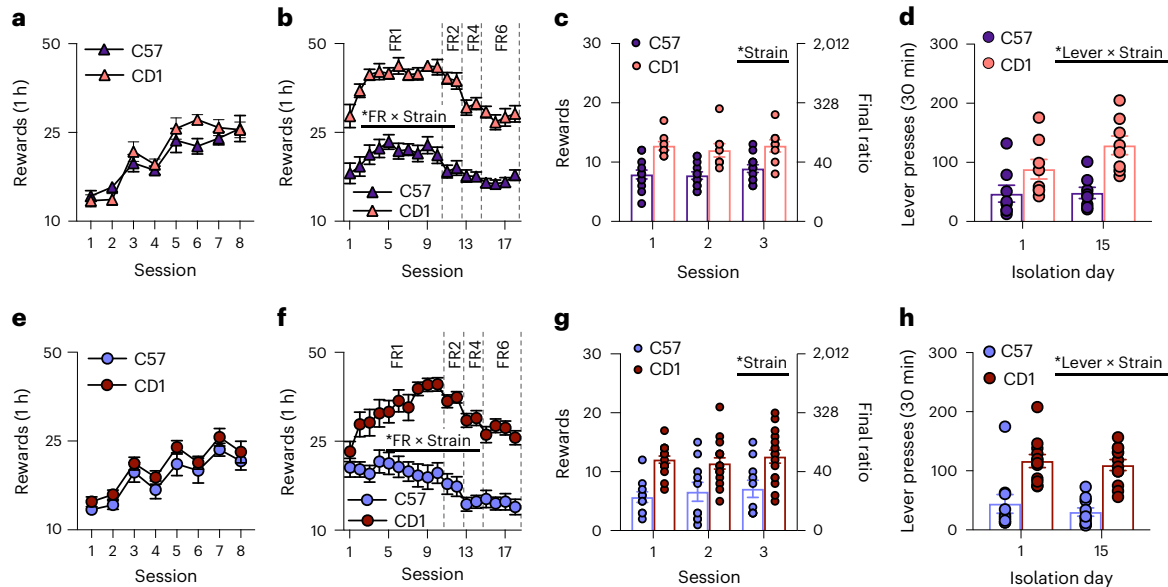 a
Rewards (1 h)
50
25
10
C57
CD1
1 2 3 4 5 6 7 8
Session
b
Rewards (1 h)
50
25
10
FR1
FR2
FR4
FR6
*FR × Strain
C57
CD1
1 5 9 13 17
Session
c
Rewards
30
20
10
0
C57
CD1
*Strain
2,012
328
40
0
Final ratio
1 2 3
Session
d
Lever presses (30 min)
300
200
100
0
C57
CD1
*Lever × Strain
1 15
Isolation day
e
Rewards (1 h)
50
25
10
C57
CD1
1 2 3 4 5 6 7 8
Session
f
Rewards (1 h)
50
25
10
FR1
FR2
FR4
FR6
*FR × Strain
C57
CD1
1 5 9 13 17
Session
g
Rewards
30
20
10
0
C57
CD1
*Strain
2,012
328
40
0
Final ratio
1 2 3
Session
h
Lever presses (30 min)
300
200
100
0
C57
CD1
*Lever × Strain
1 15
Isolation day